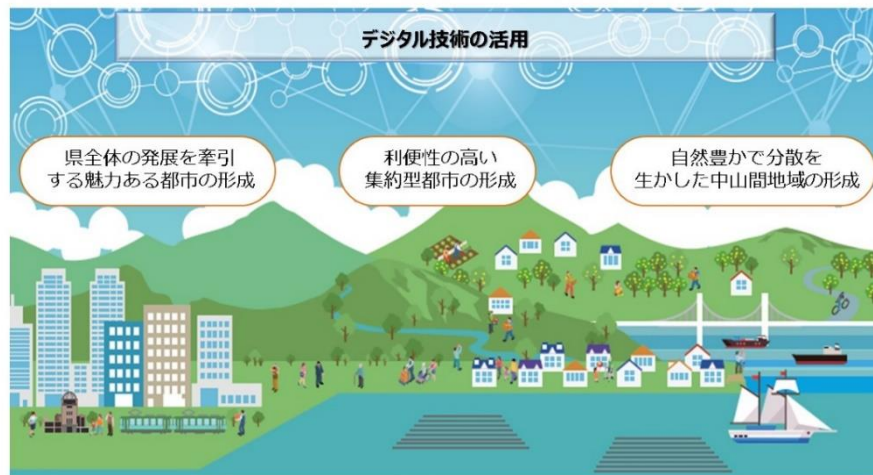 デジタル技術の活用
県全体の発展を牽引
する魅力ある都市の形成
利便性の高い
集約型都市の形成
自然豊かで分散を
生かした中山間地域の形成